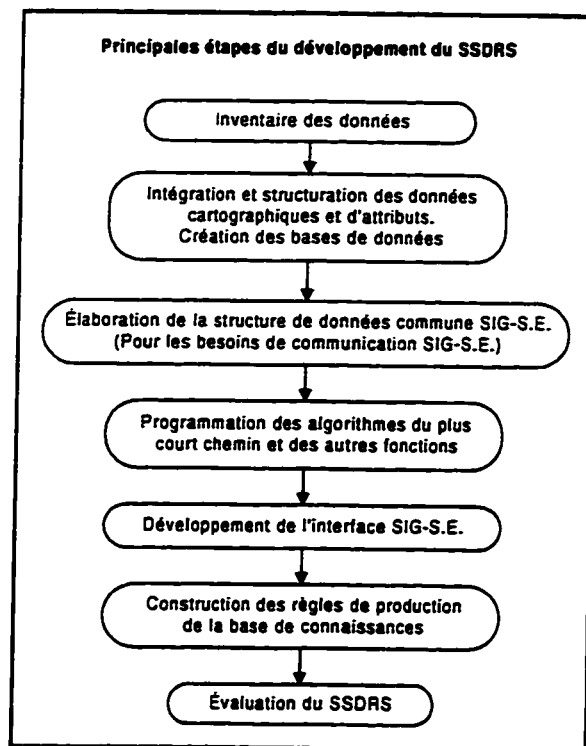 Principales étapes du développement du SSDRS
Inventaire des données
Intégration et structuration des données
cartographiques et d'attributs.
Création des bases de données
Élaboration de la structure de données commune SIG-S.E.
(Pour les besoins de communication SIG-S.E.)
Programmation des algorithmes du plus
court chemin et des autres fonctions
Développement de l'interface SIG-S.E.
Construction des règles de production
de la base de connaissances
Évaluation du SSDRS